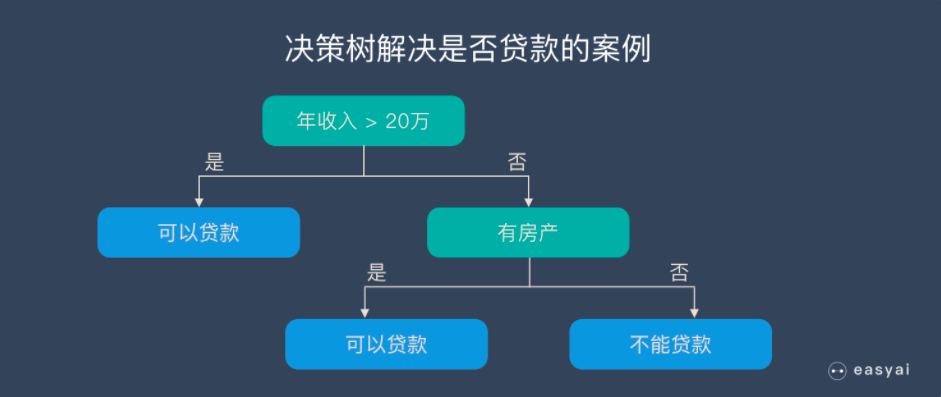 决策树解决是否贷款的案例
年收入 > 20万
是
否
可以贷款
有房产
是
否
可以贷款
不能贷款
easyai